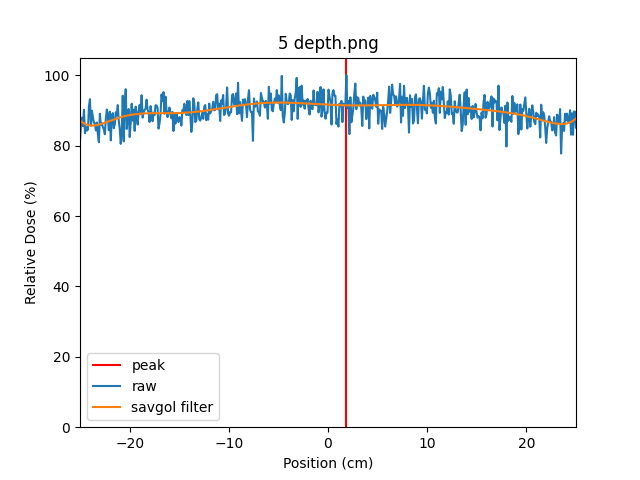 5 depth.png
100
80
60
40
20
0
Relative Dose (%)
peak
raw
savgol filter
−20
−10
0
10
20
Position (cm)